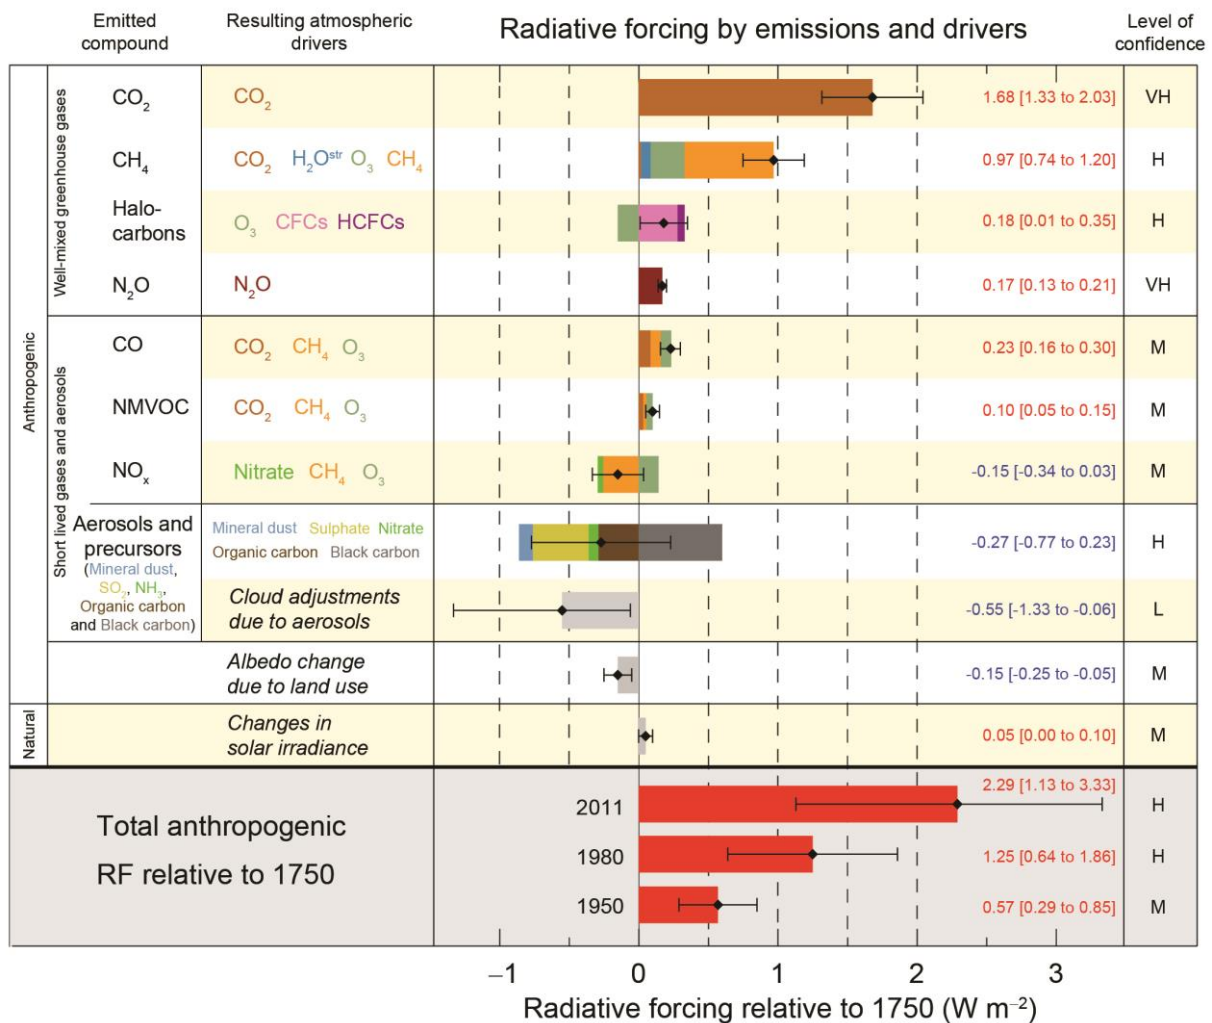 Emitted compound
Resulting atmospheric drivers
Radiative forcing by emissions and drivers
Level of confidence
Anthropogenic
Well-mixed greenhouse gases
CO₂
CO₂
1.68 [1.33 to 2.03]
VH
CH₄
CO₂ H₂Oˢᵗʳ O₃ CH₄
0.97 [0.74 to 1.20]
H
Halo-
carbons
O₃ CFCs HCFCs
0.18 [0.01 to 0.35]
H
N₂O
N₂O
0.17 [0.13 to 0.21]
VH
Short lived gases and aerosols
CO
CO₂ CH₄ O₃
0.23 [0.16 to 0.30]
M
NMVOC
CO₂ CH₄ O₃
0.10 [0.05 to 0.15]
M
NOₓ
Nitrate CH₄ O₃
-0.15 [-0.34 to 0.03]
M
Aerosols and
precursors
(Mineral dust,
SO₂, NH₃,
Organic carbon
and Black carbon)
Mineral dust Sulphate Nitrate
Organic carbon Black carbon
-0.27 [-0.77 to 0.23]
H
Cloud adjustments
due to aerosols
-0.55 [-1.33 to -0.06]
L
Albedo change
due to land use
-0.15 [-0.25 to -0.05]
M
Natural
Changes in
solar irradiance
0.05 [0.00 to 0.10]
M
Total anthropogenic
RF relative to 1750
2011
2.29 [1.13 to 3.33]
H
1980
1.25 [0.64 to 1.86]
H
1950
0.57 [0.29 to 0.85]
M
−1 0 1 2 3
Radiative forcing relative to 1750 (W m⁻²)